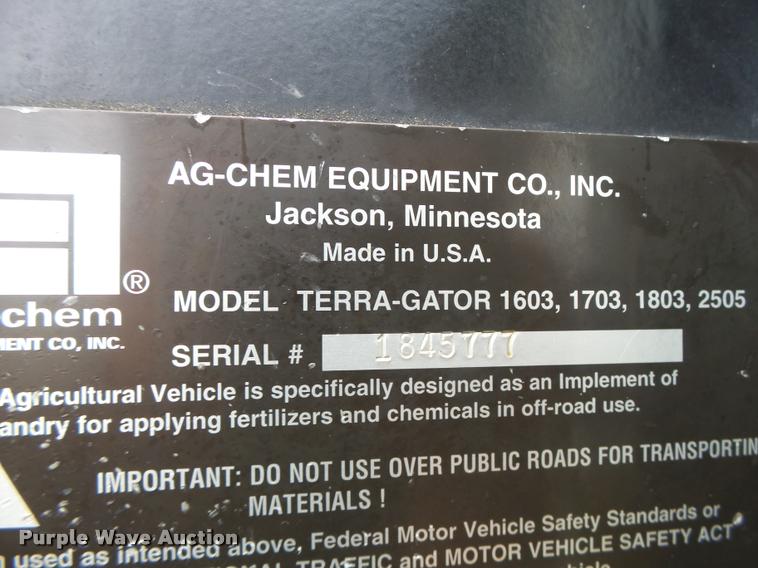 AG-CHEM EQUIPMENT CO., INC.
Jackson, Minnesota
Made in U.S.A.
®
chem
MENT CO, INC.
MODEL TERRA-GATOR 1603, 1703, 1803, 2505
SERIAL # 1845777
Agricultural Vehicle is specifically designed as an Implement of
andry for applying fertilizers and chemicals in off-road use.
IMPORTANT: DO NOT USE OVER PUBLIC ROADS FOR TRANSPORTIN
MATERIALS !
n used as intended above, Federal Motor Vehicle Safety Standards or
NAL TRAFFIC and MOTOR VEHICLE SAFETY ACT
hicle
Purple Wave Auction